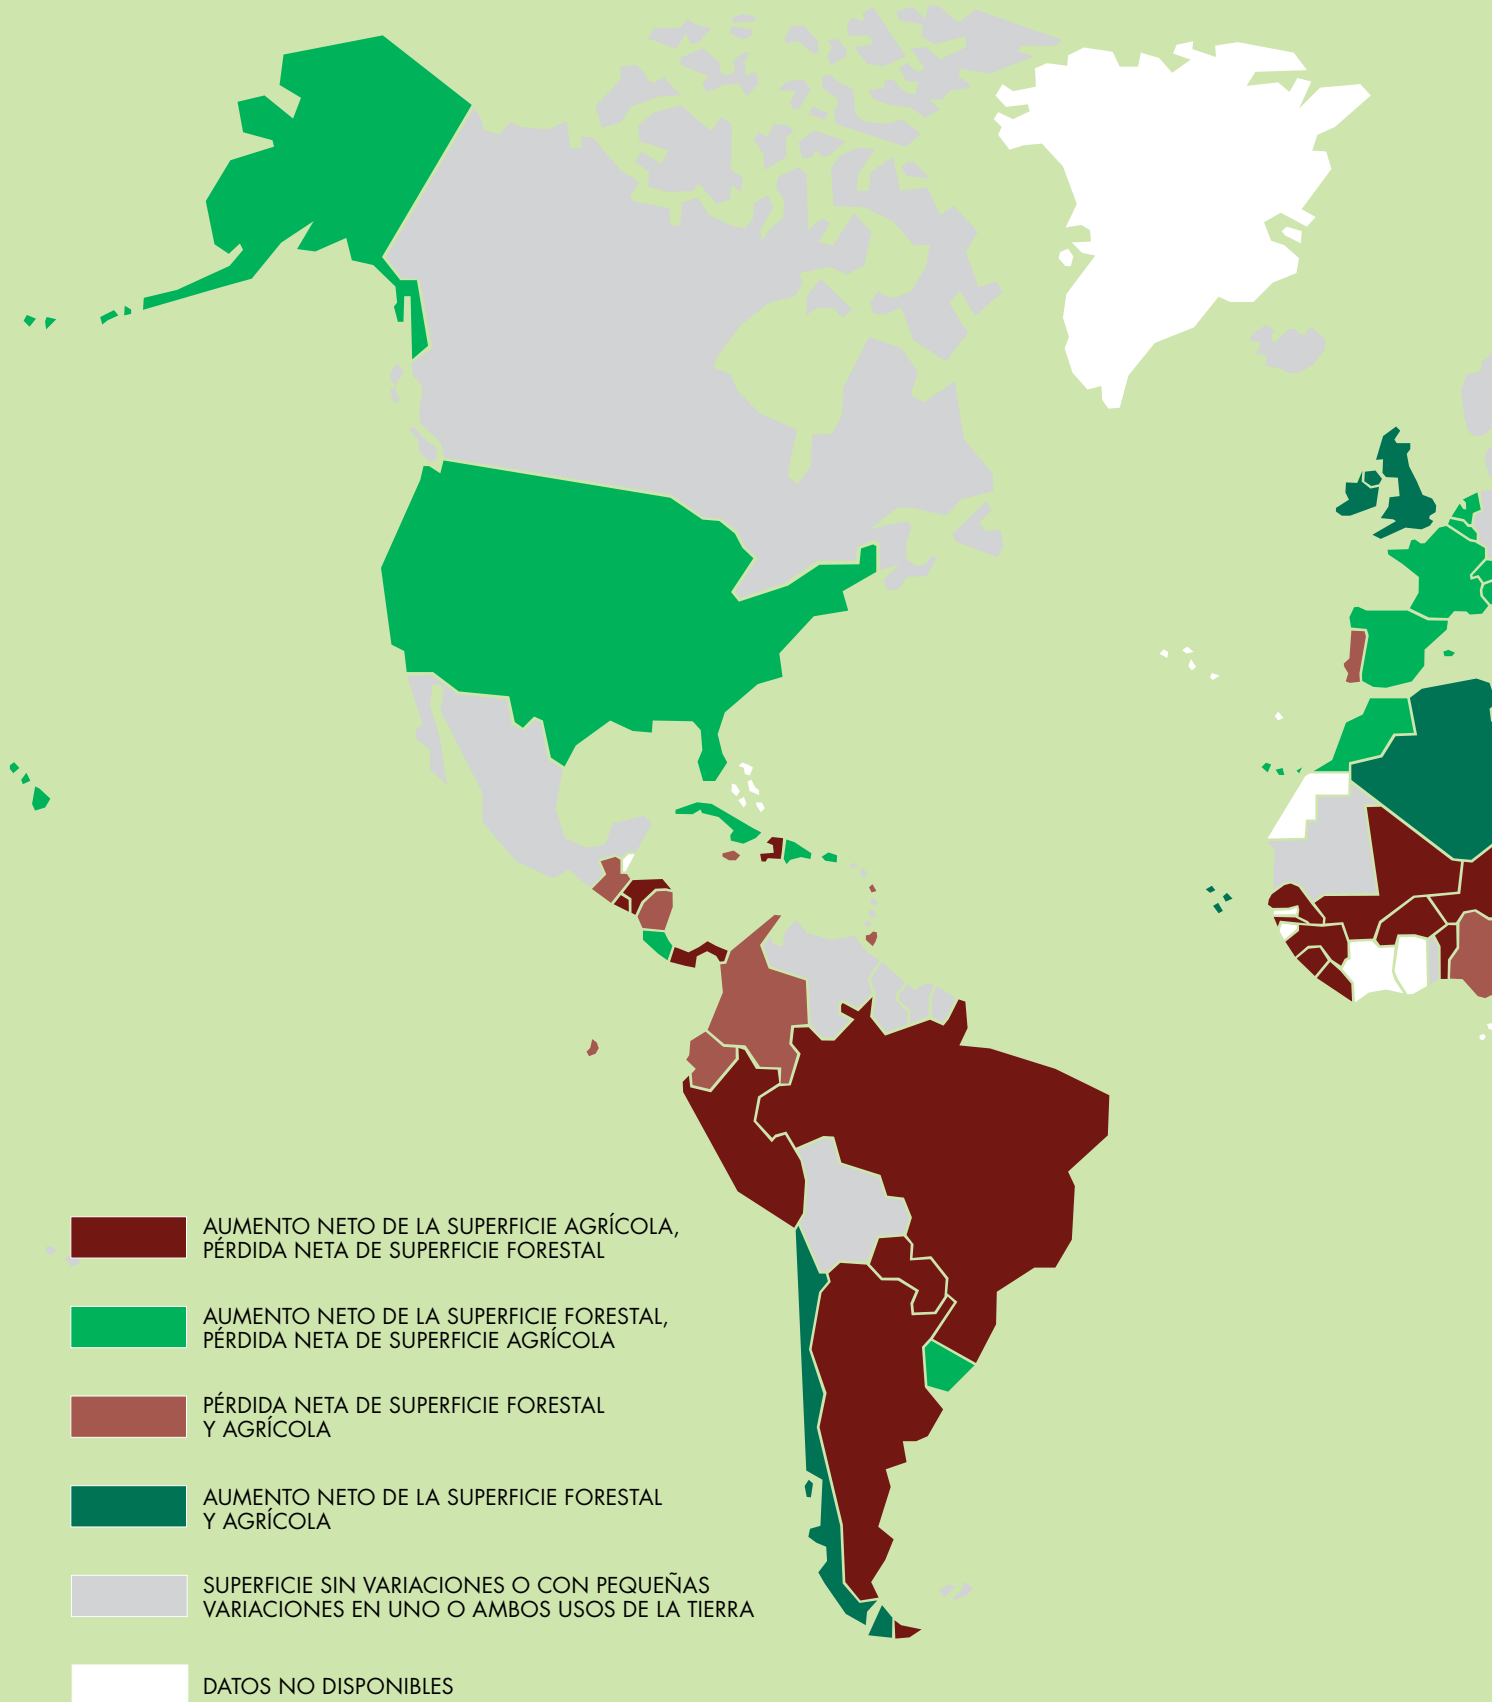 AUMENTO NETO DE LA SUPERFICIE AGRÍCOLA,
PÉRDIDA NETA DE SUPERFICIE FORESTAL
AUMENTO NETO DE LA SUPERFICIE FORESTAL,
PÉRDIDA NETA DE SUPERFICIE AGRÍCOLA
PÉRDIDA NETA DE SUPERFICIE FORESTAL
Y AGRÍCOLA
AUMENTO NETO DE LA SUPERFICIE FORESTAL
Y AGRÍCOLA
SUPERFICIE SIN VARIACIONES O CON PEQUEÑAS
VARIACIONES EN UNO O AMBOS USOS DE LA TIERRA
DATOS NO DISPONIBLES